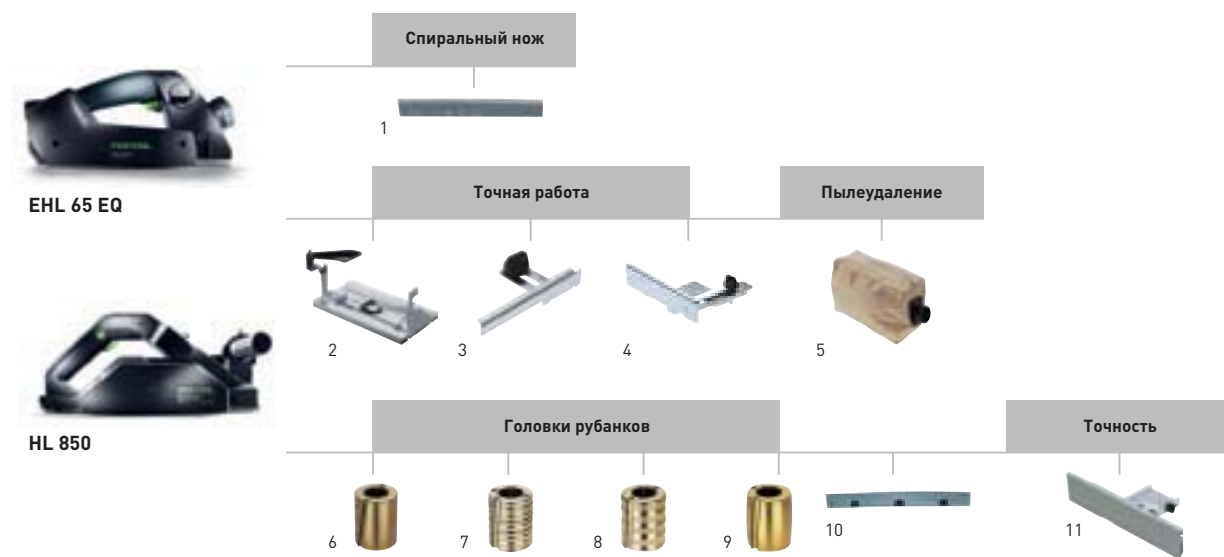 Спиральный нож
1
EHL 65 EQ
Точная работа
Пылеудаление
2
3
4
5
HL 850
Головки рубанков
Точность
6
7
8
9
10
11